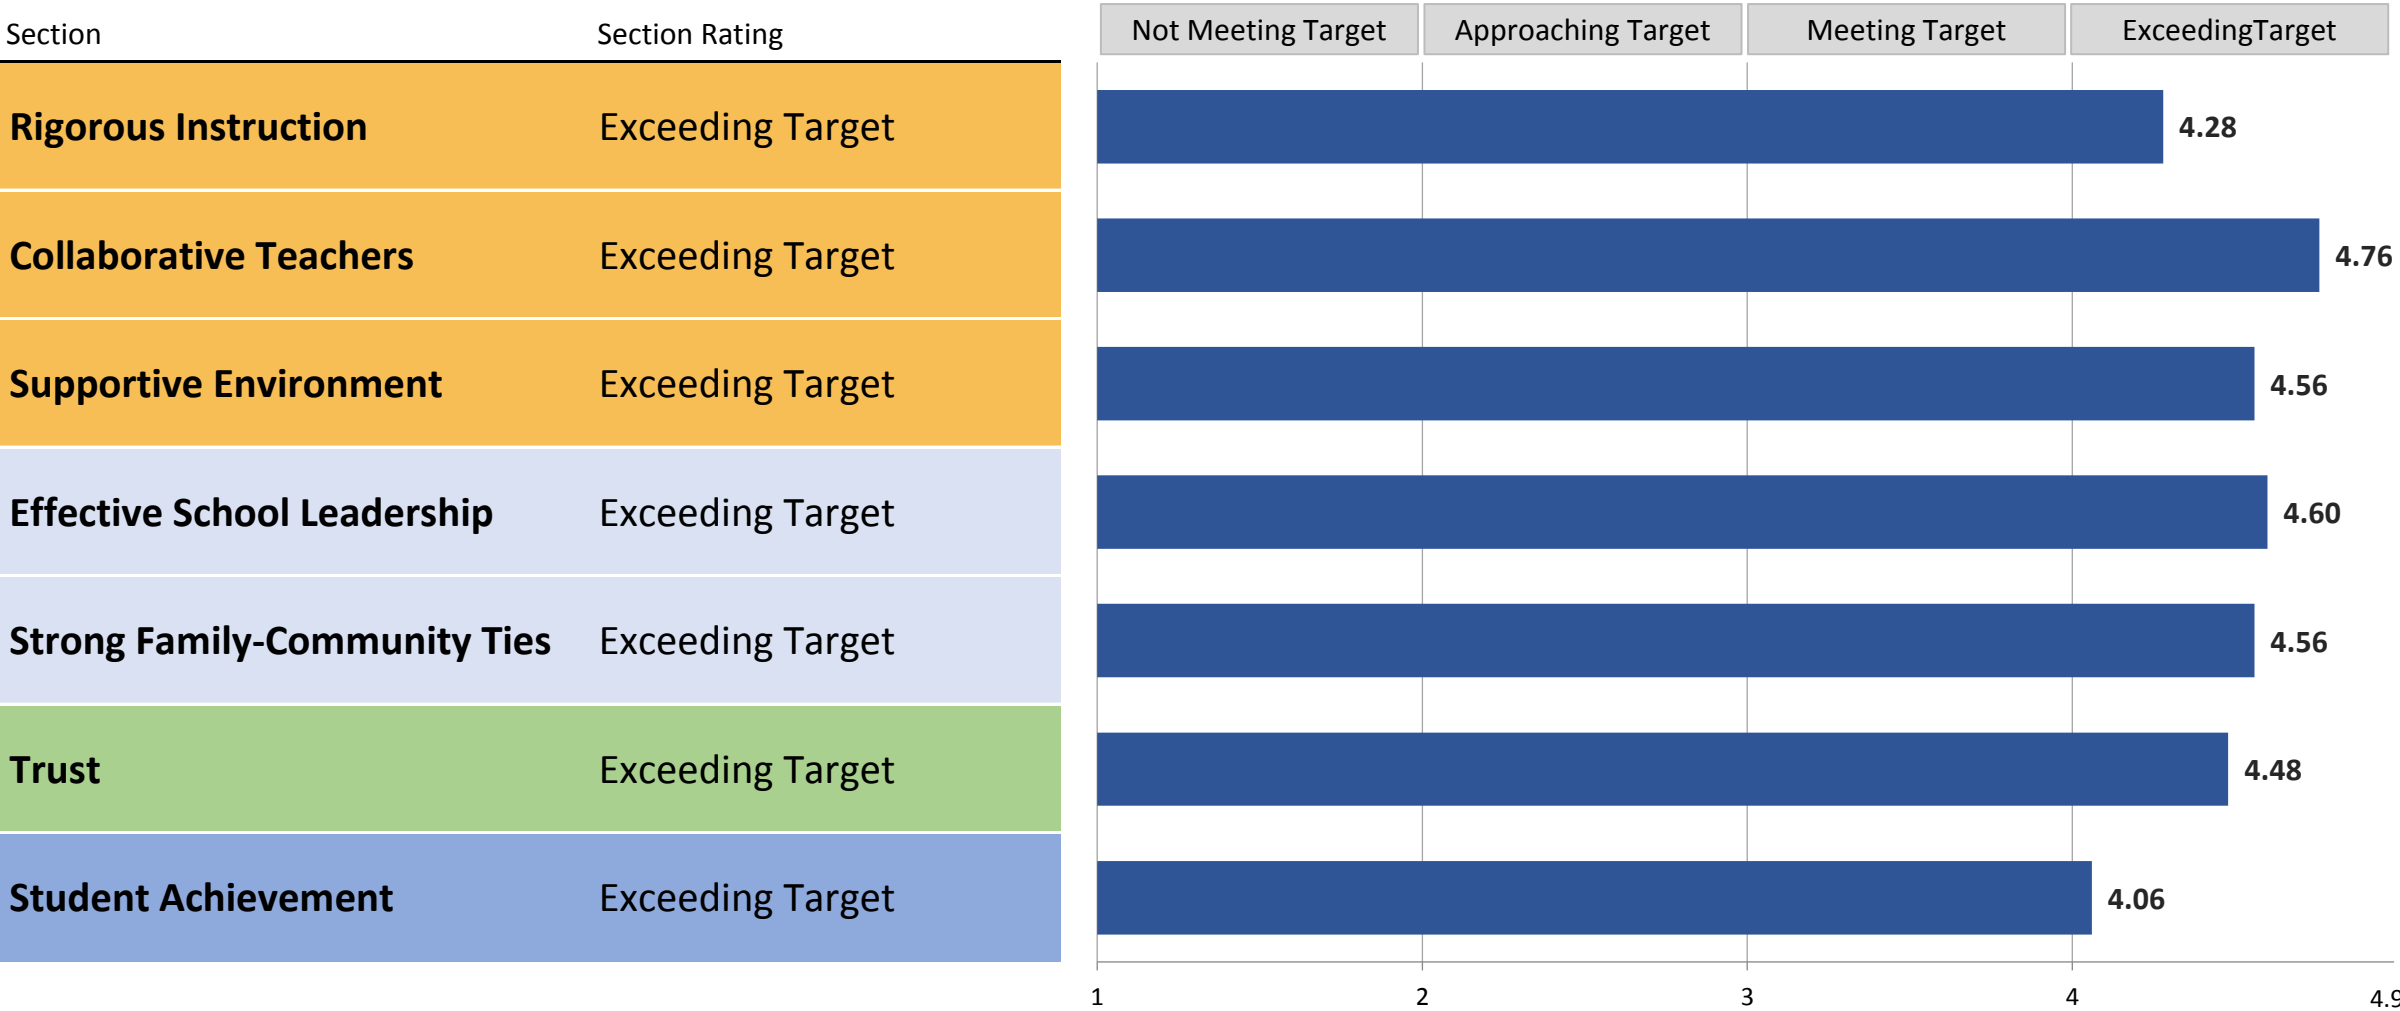 Section Section Rating Not Meeting Target Approaching Target Meeting Target ExceedingTarget
Rigorous Instruction Exceeding Target 4.28
Collaborative Teachers Exceeding Target 4.76
Supportive Environment Exceeding Target 4.56
Effective School Leadership Exceeding Target 4.60
Strong Family-Community Ties Exceeding Target 4.56
Trust Exceeding Target 4.48
Student Achievement Exceeding Target 4.06
1 2 3 4 4.9